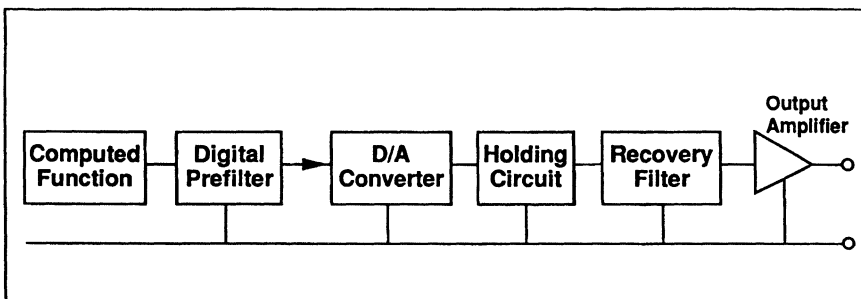 Output
Amplifier
Computed
Function
Digital
Prefilter
D/A
Converter
Holding
Circuit
Recovery
Filter